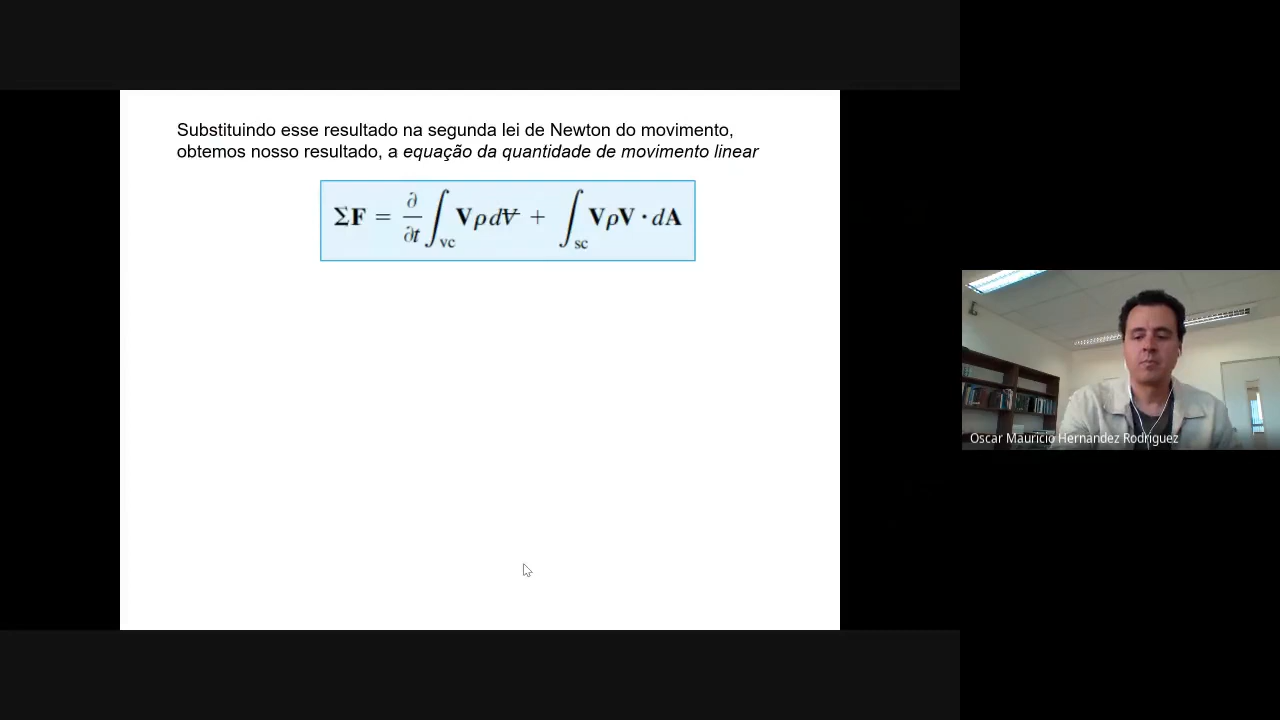 Substituindo esse resultado na segunda lei de Newton do movimento,
obtemos nosso resultado, a equação da quantidade de movimento linear
ΣF = ∂/∂t ∫vc Vρ dV̶ + ∫sc VρV · dA
Oscar Mauricio Hernandez Rodriguez